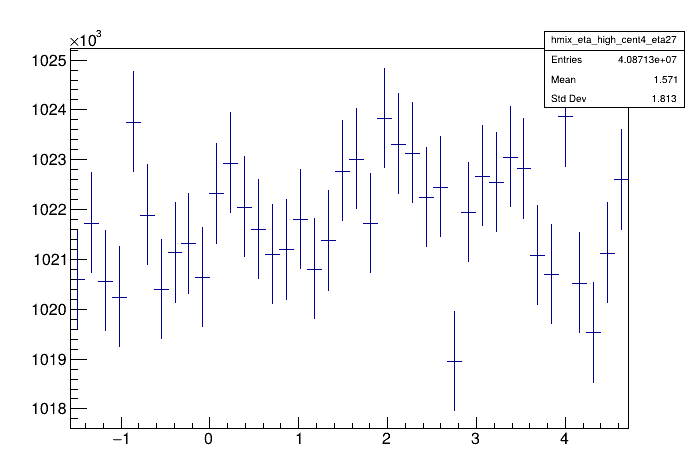 ×10³
hmix_eta_high_cent4_eta27
Entries 4.08713e+07
Mean 1.571
Std Dev 1.813
1025
1024
1023
1022
1021
1020
1019
1018
−1 0 1 2 3 4